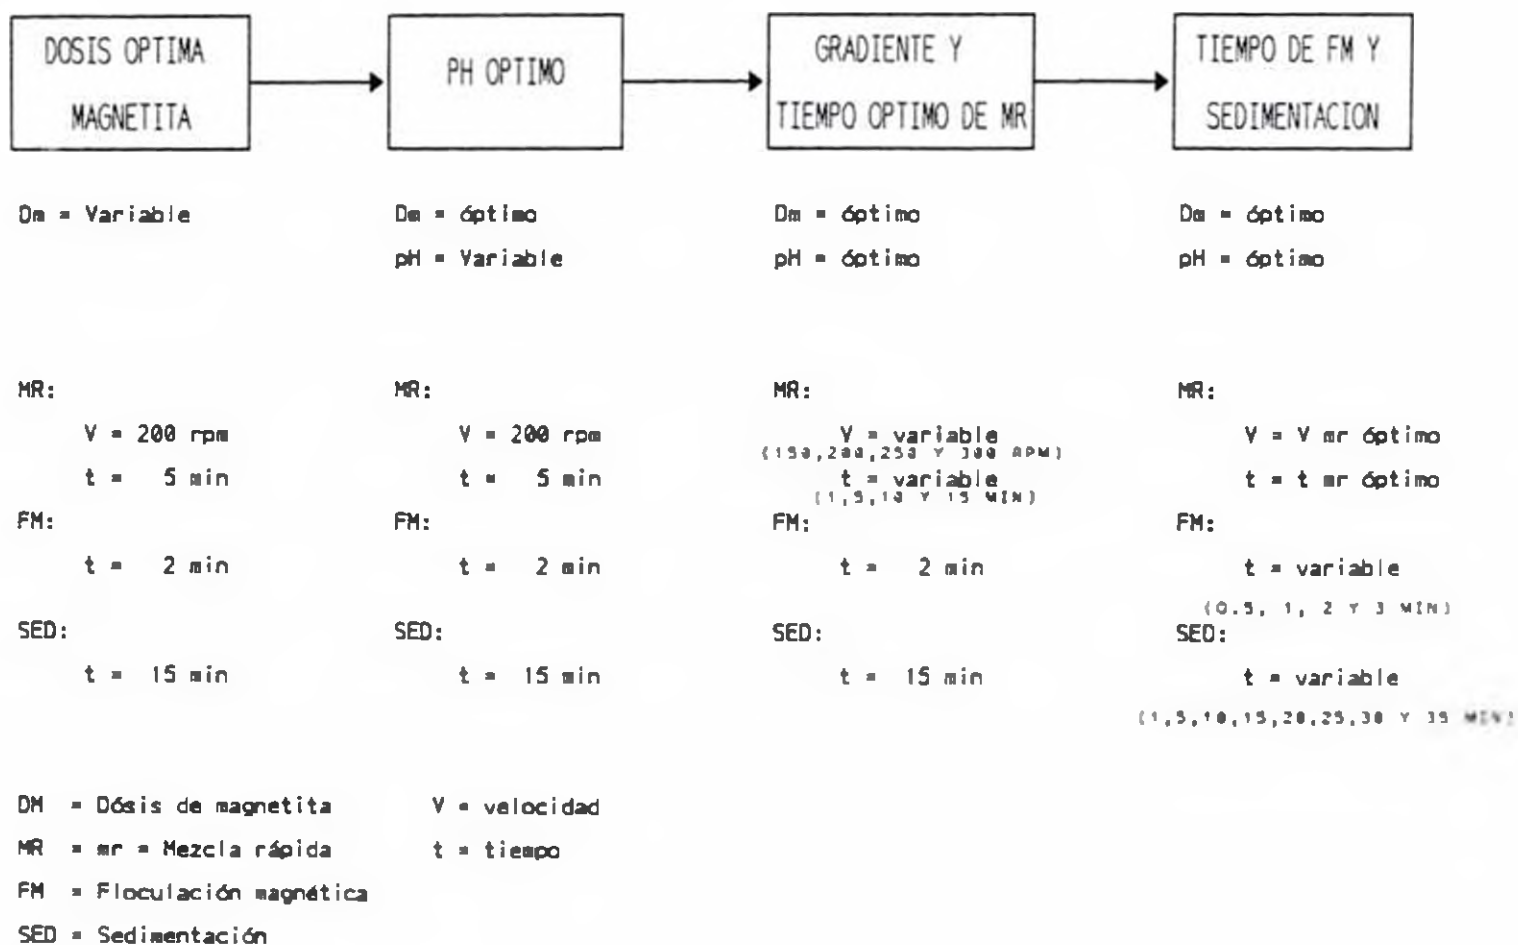 DOSIS OPTIMA
MAGNETITA
PH OPTIMO
GRADIENTE Y
TIEMPO OPTIMO DE MR
TIEMPO DE FM Y
SEDIMENTACION
Dm = Variable
Dm = óptimo
pH = Variable
Dm = óptimo
pH = óptimo
Dm = óptimo
pH = óptimo
MR:
V = 200 rpm
t = 5 min
FM:
t = 2 min
SED:
t = 15 min
MR:
V = 200 rpm
t = 5 min
FM:
t = 2 min
SED:
t = 15 min
MR:
V = variable
(150,200,250 Y 300 RPM)
t = variable
(1,5,10 Y 15 MIN)
FM:
t = 2 min
SED:
t = 15 min
MR:
V = V mr óptimo
t = t mr óptimo
FM:
t = variable
(0.5, 1, 2 Y 3 MIN)
SED:
t = variable
(1,5,10,15,20,25,30 Y 35 MIN)
DM = Dósis de magnetita
MR = mr = Mezcla rápida
FM = Floculación magnética
SED = Sedimentación
V = velocidad
t = tiempo